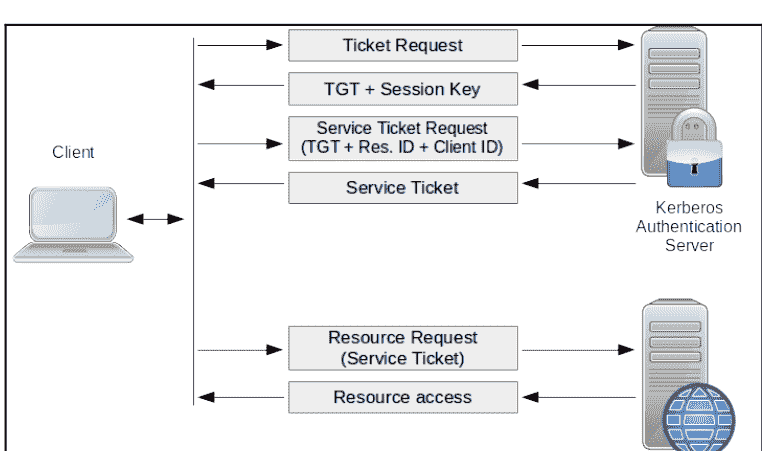 Ticket Request
TGT + Session Key
Service Ticket Request
(TGT + Res. ID + Client ID)
Client
Service Ticket
Kerberos
Authentication
Server
Resource Request
(Service Ticket)
Resource access